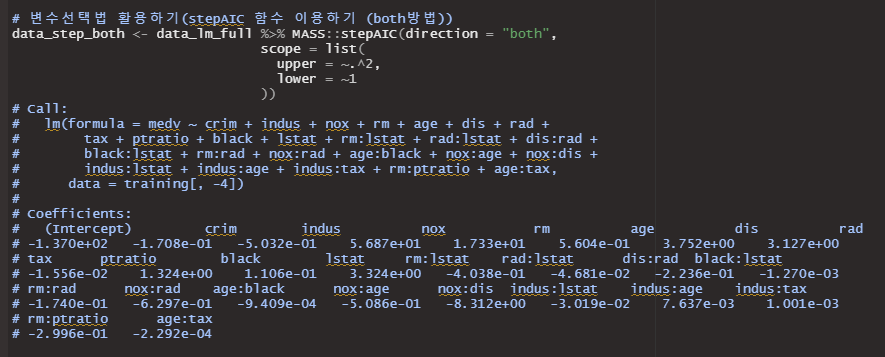 # 변수선택법 활용하기(stepAIC 함수 이용하기 (both방법))
data_step_both <- data_lm_full %>% MASS::stepAIC(direction = "both",
scope = list(
upper = ~.^2,
lower = ~1
))
# Call:
#   lm(formula = medv ~ crim + indus + nox + rm + age + dis + rad +
#        tax + ptratio + black + lstat + rm:lstat + rad:lstat + dis:rad +
#        black:lstat + rm:rad + nox:rad + age:black + nox:age + nox:dis +
#        indus:lstat + indus:age + indus:tax + rm:ptratio + age:tax,
#      data = training[, -4])
#
# Coefficients:
#   (Intercept)         crim        indus          nox           rm          age          dis          rad
# -1.370e+02   -1.708e-01   -5.032e-01    5.687e+01    1.733e+01    5.604e-01    3.752e+00    3.127e+00
# tax      ptratio        black        lstat     rm:lstat    rad:lstat      dis:rad  black:lstat
# -1.556e-02    1.324e+00    1.106e-01    3.324e+00   -4.038e-01   -4.681e-02   -2.236e-01   -1.270e-03
# rm:rad      nox:rad    age:black      nox:age      nox:dis  indus:lstat    indus:age    indus:tax
# -1.740e-01   -6.297e-01   -9.409e-04   -5.086e-01   -8.312e+00   -3.019e-02    7.637e-03    1.001e-03
# rm:ptratio      age:tax
# -2.996e-01   -2.292e-04